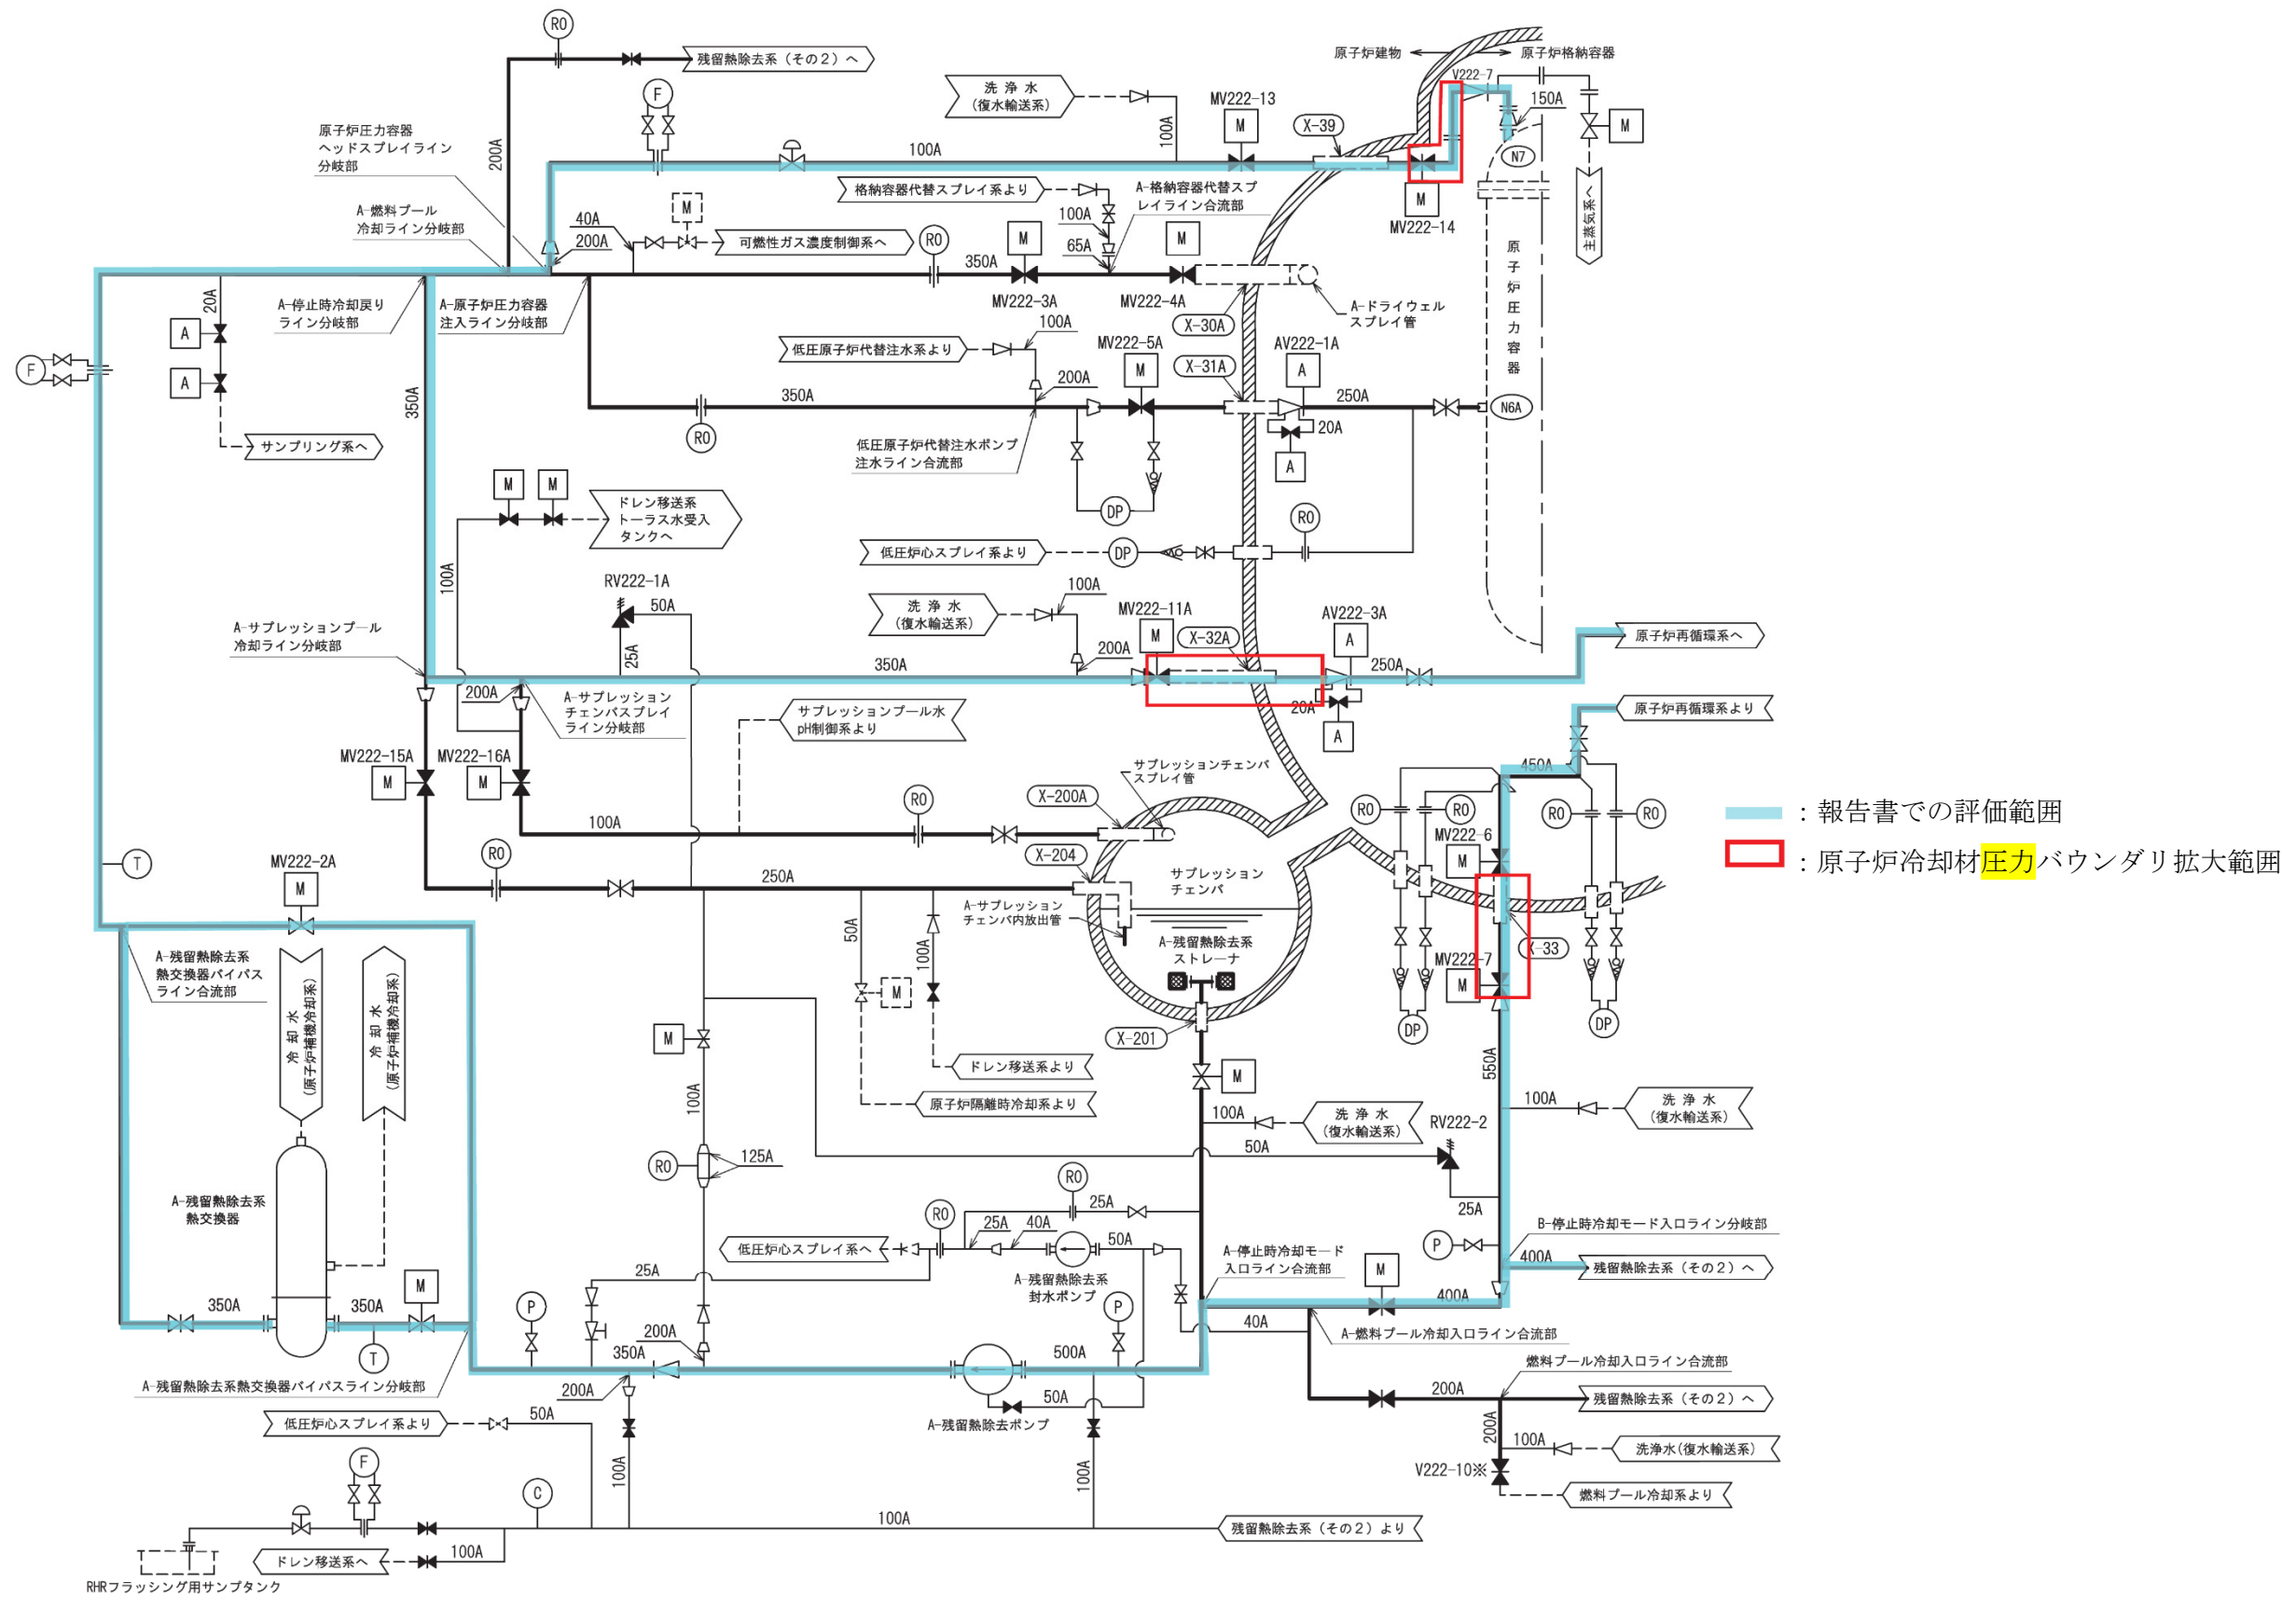 RO
残留熱除去系（その２）へ
F
洗 浄 水
(復水輸送系)
MV222-13
M
X-39
原子炉建物
原子炉格納容器
V222-7
150A
M
N7
主蒸気系へ
200A
100A
100A
M
MV222-14
原子炉圧力容器
ヘッドスプレイライン
分岐部
A-燃料プール
冷却ライン分岐部
格納容器代替スプレイ系より
A-格納容器代替スプ
レイライン合流部
100A
65A
40A
200A
M
可燃性ガス濃度制御系へ
RO
350A
M
MV222-3A
M
MV222-4A
X-30A
A-ドライウェル
スプレイ管
原子炉圧力容器
20A
A
A
サンプリング系へ
F
A-停止時冷却戻り
ライン分岐部
A-原子炉圧力容器
注入ライン分岐部
350A
低圧原子炉代替注水系より
100A
200A
MV222-5A
M
X-31A
AV222-1A
A
350A
RO
250A
N6A
20A
A
低圧原子炉代替注水ポンプ
注水ライン合流部
DP
M
M
ドレン移送系
トーラス水受入
タンクへ
100A
低圧炉心スプレイ系より
DP
RO
RV222-1A
50A
25A
洗 浄 水
(復水輸送系)
100A
200A
MV222-11A
M
X-32A
AV222-3A
A
350A
250A
20A
A
原子炉再循環系へ
原子炉再循環系より
A-サプレッションプール
冷却ライン分岐部
200A
A-サプレッション
チェンバスプレイ
ライン分岐部
サプレッションプール水
pH制御系より
MV222-15A
M
MV222-16A
M
サプレッションチェンバ
スプレイ管
X-200A
RO
100A
X-204
RO
250A
サプレッション
チェンバ
A-サプレッション
チェンバ内放出管
A-残留熱除去系
ストレーナ
X-201
M
450A
RO
RO
RO
RO
MV222-6
M
MV222-7
M
X-33
DP
DP
550A
：報告書での評価範囲
：原子炉冷却材圧力バウンダリ拡大範囲
T
MV222-2A
M
A-残留熱除去系
熱交換器バイパス
ライン合流部
冷 却 水
(原子炉補機冷却系)
冷 却 水
(原子炉補機冷却系)
50A
100A
M
ドレン移送系より
原子炉隔離時冷却系より
M
100A
RO
125A
100A
洗 浄 水
(復水輸送系)
50A
RV222-2
25A
100A
洗 浄 水
(復水輸送系)
A-残留熱除去系
熱交換器
350A
350A
M
T
A-残留熱除去系熱交換器バイパスライン分岐部
低圧炉心スプレイ系へ
RO
25A
40A
RO
25A
50A
A-残留熱除去系
封水ポンプ
25A
P
350A
200A
200A
P
500A
50A
A-残留熱除去ポンプ
A-停止時冷却モード
入口ライン合流部
M
400A
40A
A-燃料プール冷却入口ライン合流部
P
B-停止時冷却モード入口ライン分岐部
400A
残留熱除去系（その２）へ
燃料プール冷却入口ライン合流部
200A
残留熱除去系（その２）へ
200A
100A
洗浄水(復水輸送系)
V222-10※
燃料プール冷却系より
低圧炉心スプレイ系より
50A
100A
100A
F
C
100A
残留熱除去系（その２）より
ドレン移送系へ
100A
RHRフラッシング用サンプタンク